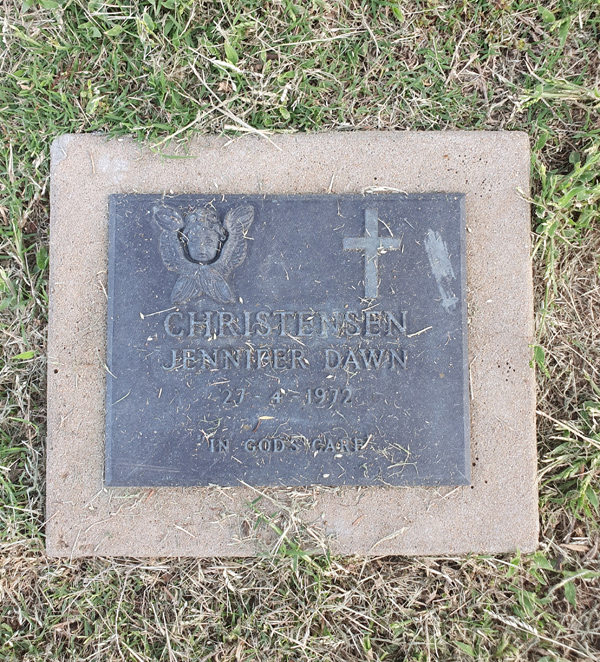 CHRISTENSEN
JENNIFER DAWN
27 - 4 - 1972
IN GOD'S CARE